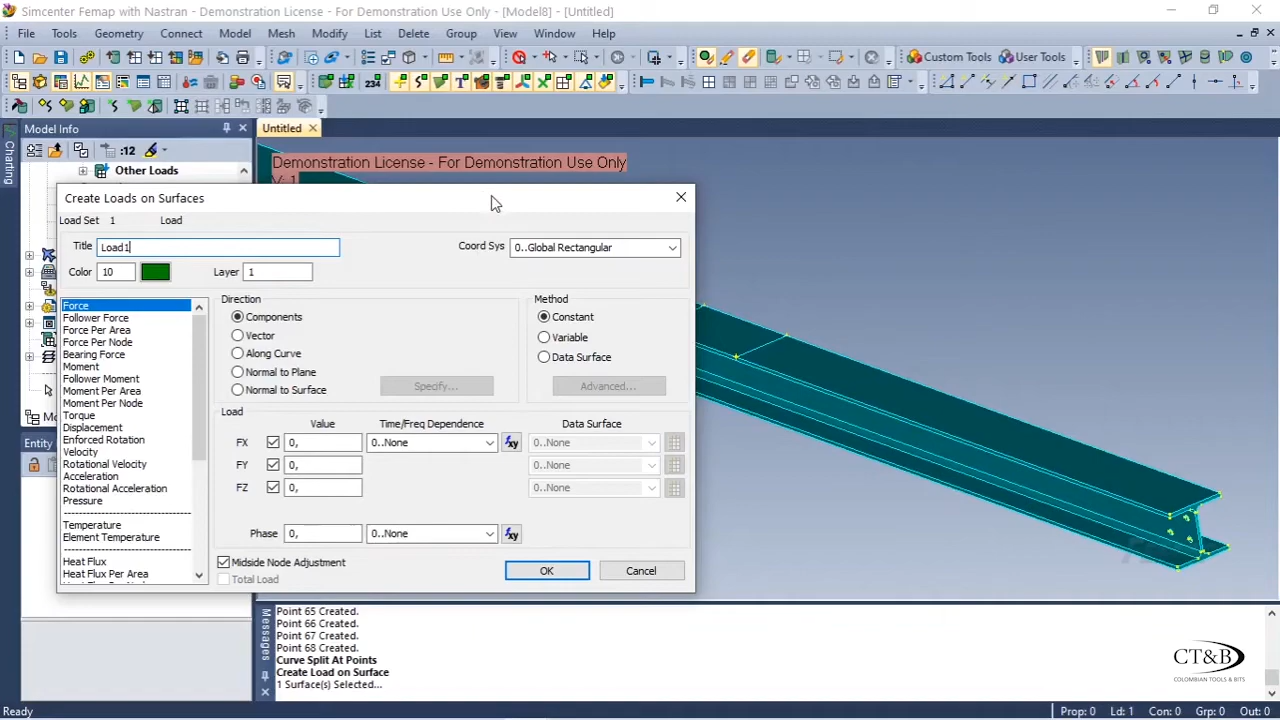 Simcenter Femap with Nastran - Demonstration License - For Demonstration Use Only - [Model8] - [Untitled]
File Tools Geometry Connect Model Mesh Modify List Delete Group View Window Help
Custom Tools User Tools
234
Model Info
Untitled
Charting
:12
Other Loads
Demonstration License - For Demonstration Use Only
V: 1
Create Loads on Surfaces
Load Set 1 Load
Title Load1
Coord Sys 0..Global Rectangular
Color 10
Layer 1
Force
Follower Force
Force Per Area
Force Per Node
Bearing Force
Moment
Follower Moment
Moment Per Area
Moment Per Node
Torque
Displacement
Enforced Rotation
Velocity
Rotational Velocity
Acceleration
Rotational Acceleration
Pressure
Temperature
Element Temperature
Heat Flux
Heat Flux Per Area
Direction
Components
Vector
Along Curve
Normal to Plane
Normal to Surface
Specify...
Method
Constant
Variable
Data Surface
Advanced...
Load
Value Time/Freq Dependence Data Surface
FX 0, 0..None 0..None
FY 0, 0..None
FZ 0, 0..None
Phase 0, 0..None
Midside Node Adjustment
Total Load
OK Cancel
Entity
Messages
Point 65 Created.
Point 66 Created.
Point 67 Created.
Point 68 Created.
Curve Split At Points
Create Load on Surface
1 Surface(s) Selected...
CT&B
COLOMBIAN TOOLS & BITS
Ready
Prop: 0 Ld: 1 Con: 0 Grp: 0 Out: 0